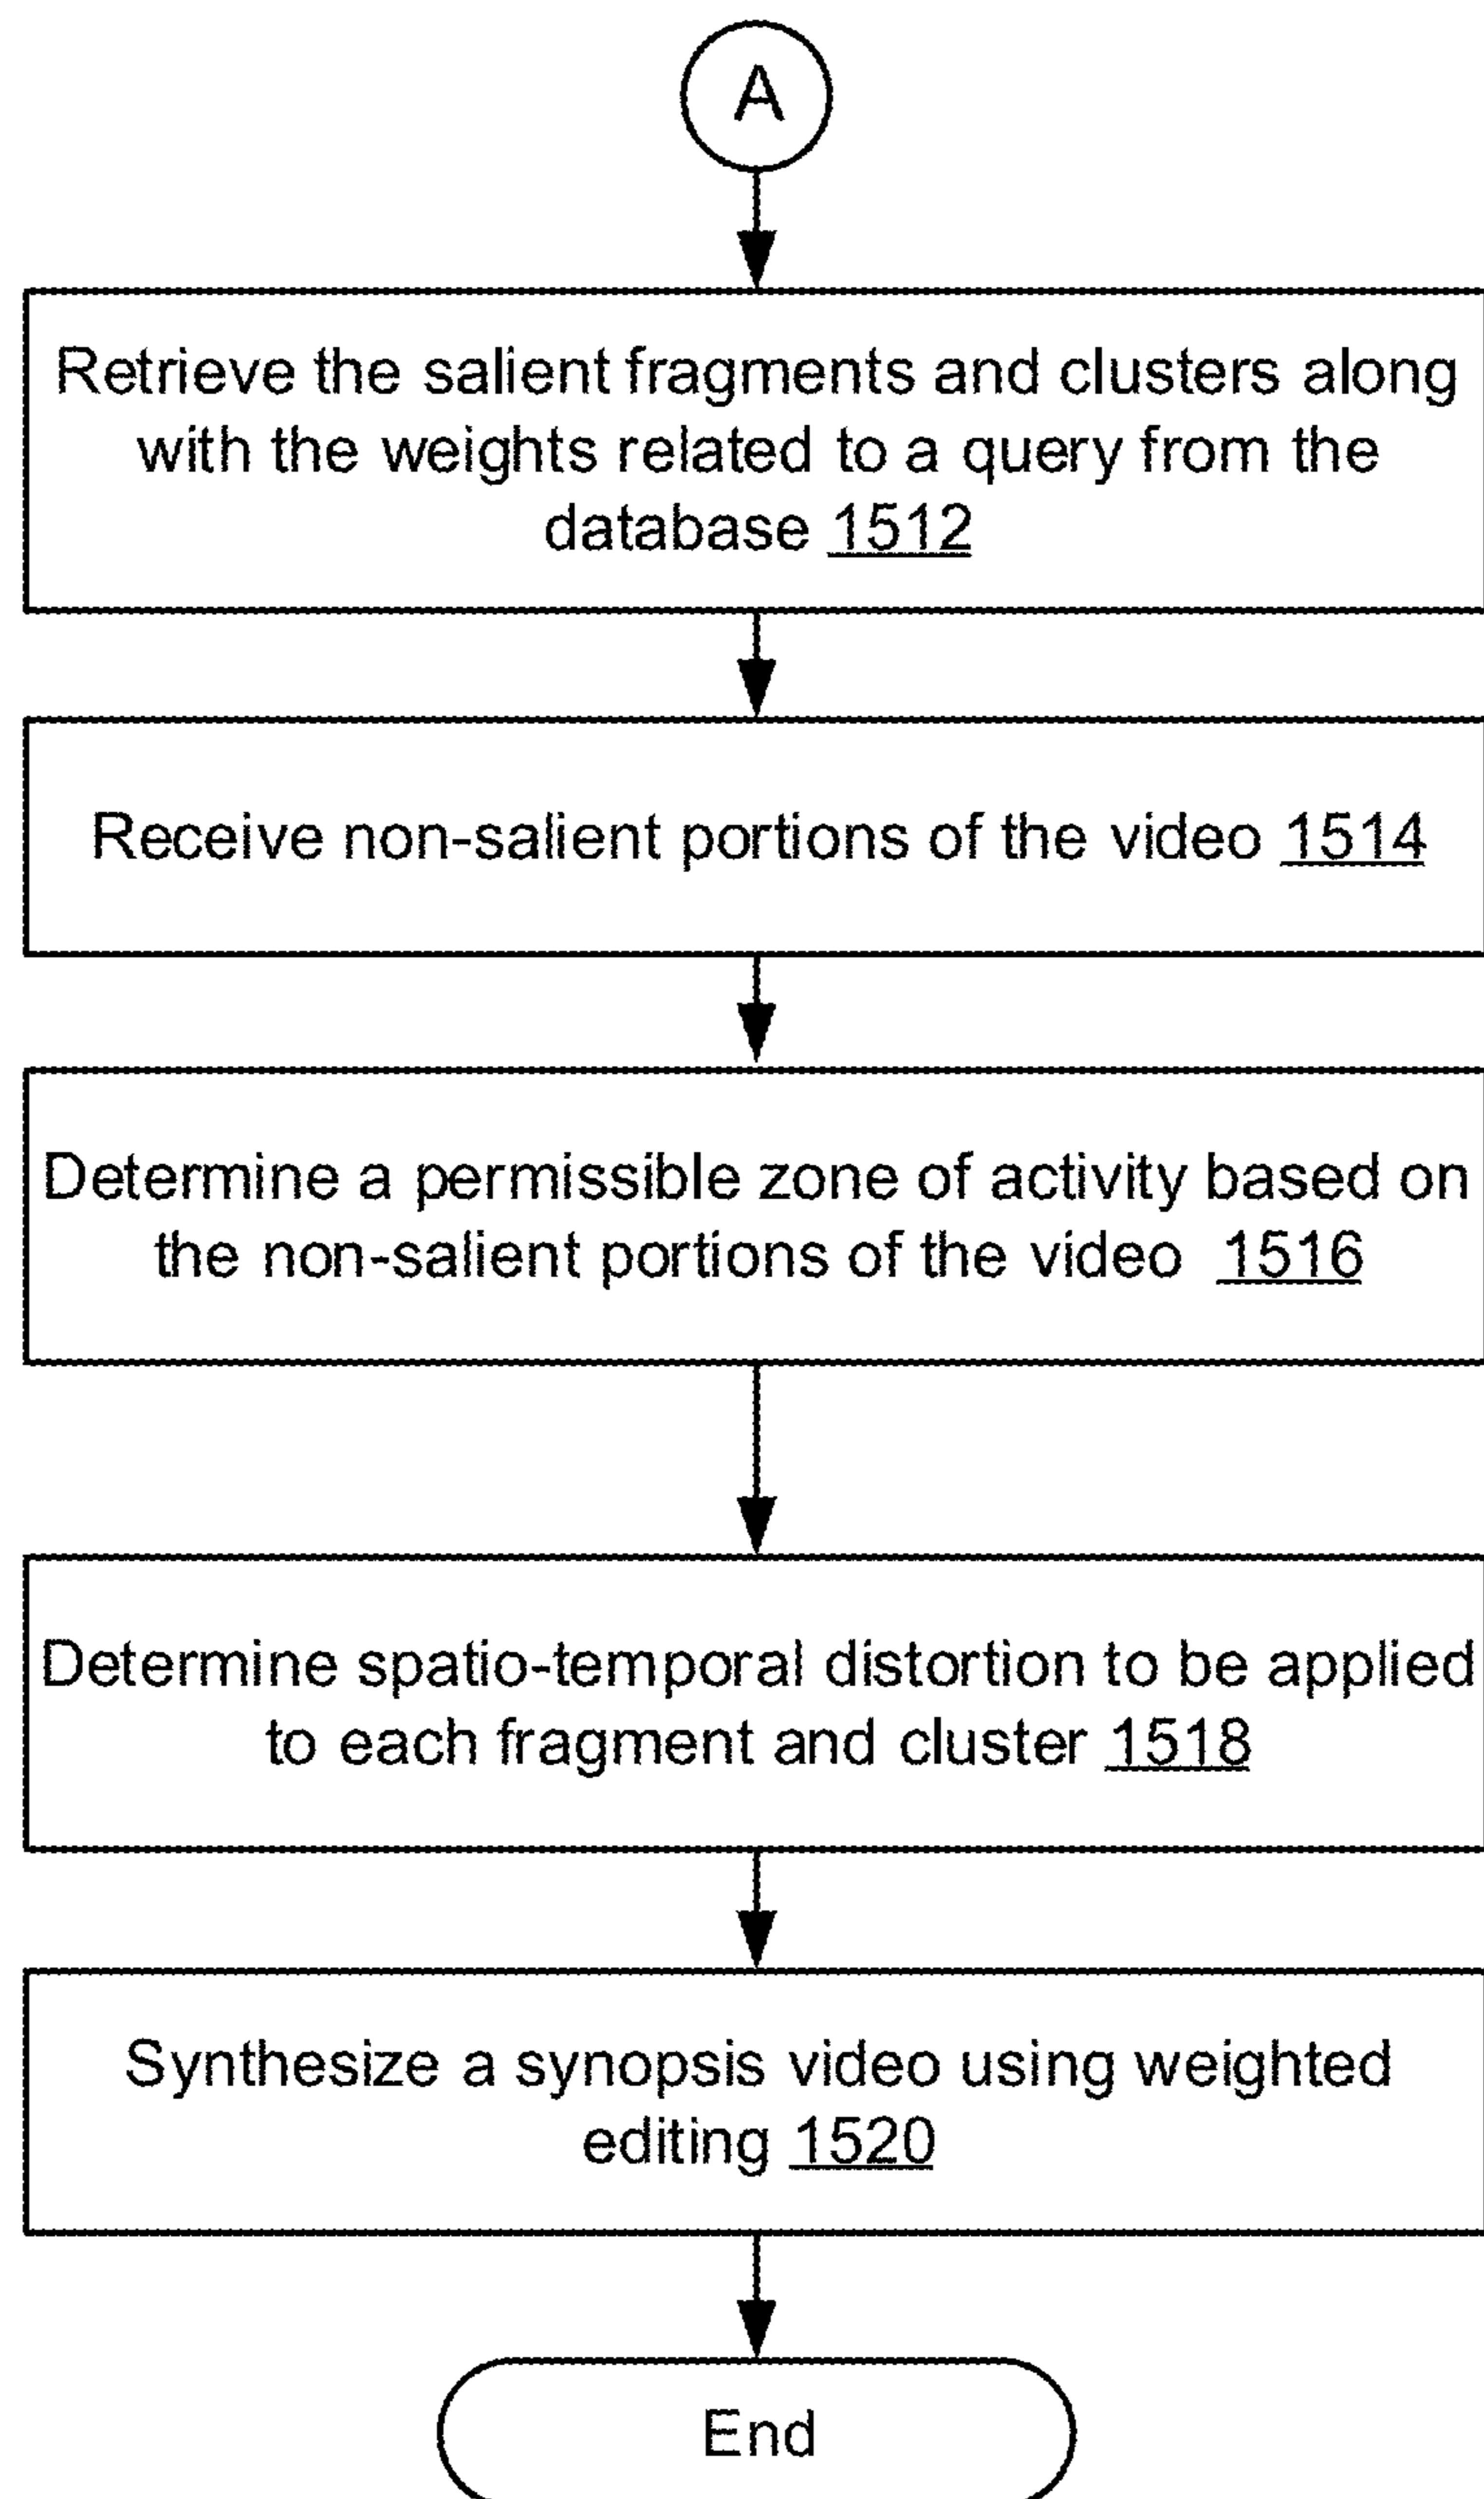 A
Retrieve the salient fragments and clusters along
with the weights related to a query from the
database 1512
Receive non-salient portions of the video 1514
Determine a permissible zone of activity based on
the non-salient portions of the video 1516
Determine spatio-temporal distortion to be applied
to each fragment and cluster 1518
Synthesize a synopsis video using weighted
editing 1520
End